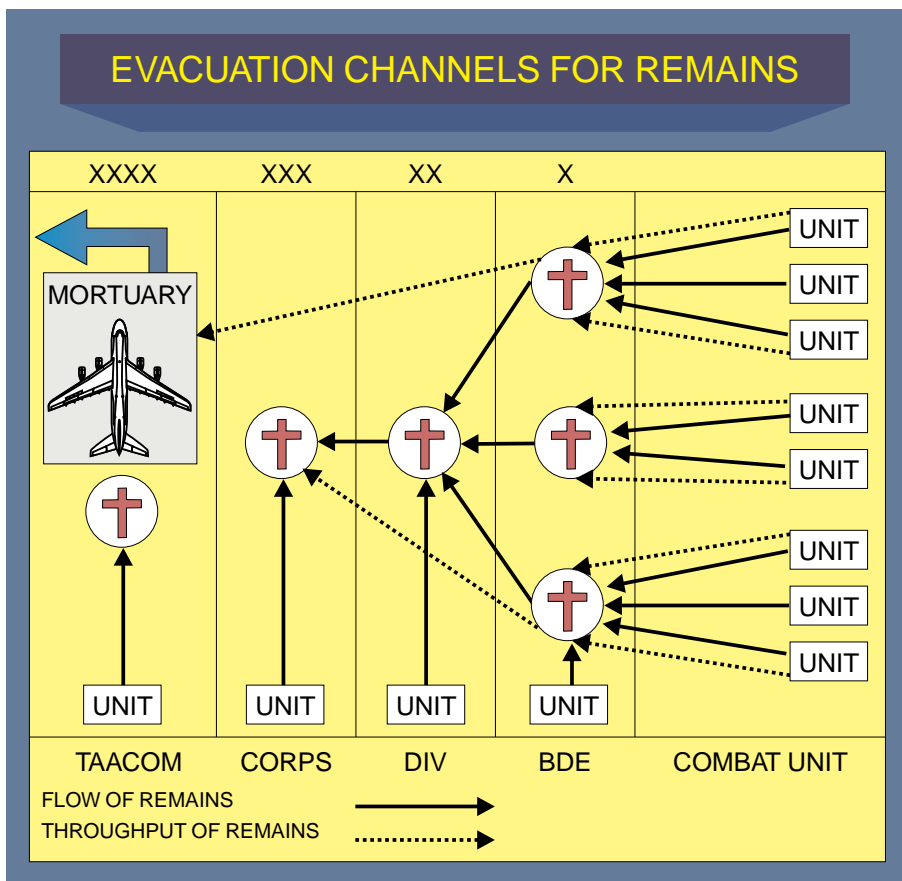 EVACUATION CHANNELS FOR REMAINS
XXXX XXX XX X
UNIT
MORTUARY
UNIT
UNIT
UNIT
UNIT
UNIT
UNIT
UNIT
UNIT UNIT UNIT UNIT
TAACOM CORPS DIV BDE COMBAT UNIT
FLOW OF REMAINS
THROUGHPUT OF REMAINS